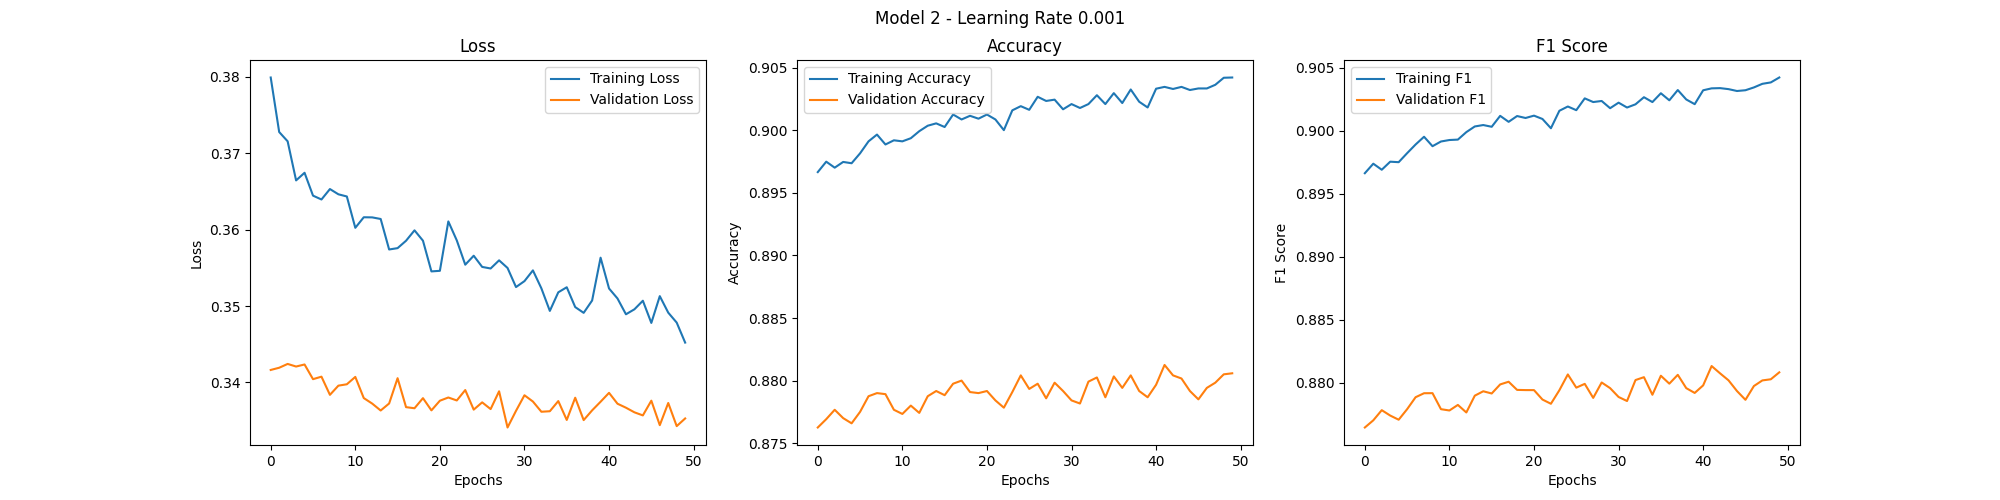 Model 2 - Learning Rate 0.001
Loss
0.38
0.37
0.36
0.35
0.34
Loss
Training Loss
Validation Loss
0
10
20
30
40
50
Epochs
Accuracy
0.905
0.900
0.895
0.890
0.885
0.880
0.875
Accuracy
Training Accuracy
Validation Accuracy
0
10
20
30
40
50
Epochs
F1 Score
0.905
0.900
0.895
0.890
0.885
0.880
F1 Score
Training F1
Validation F1
0
10
20
30
40
50
Epochs